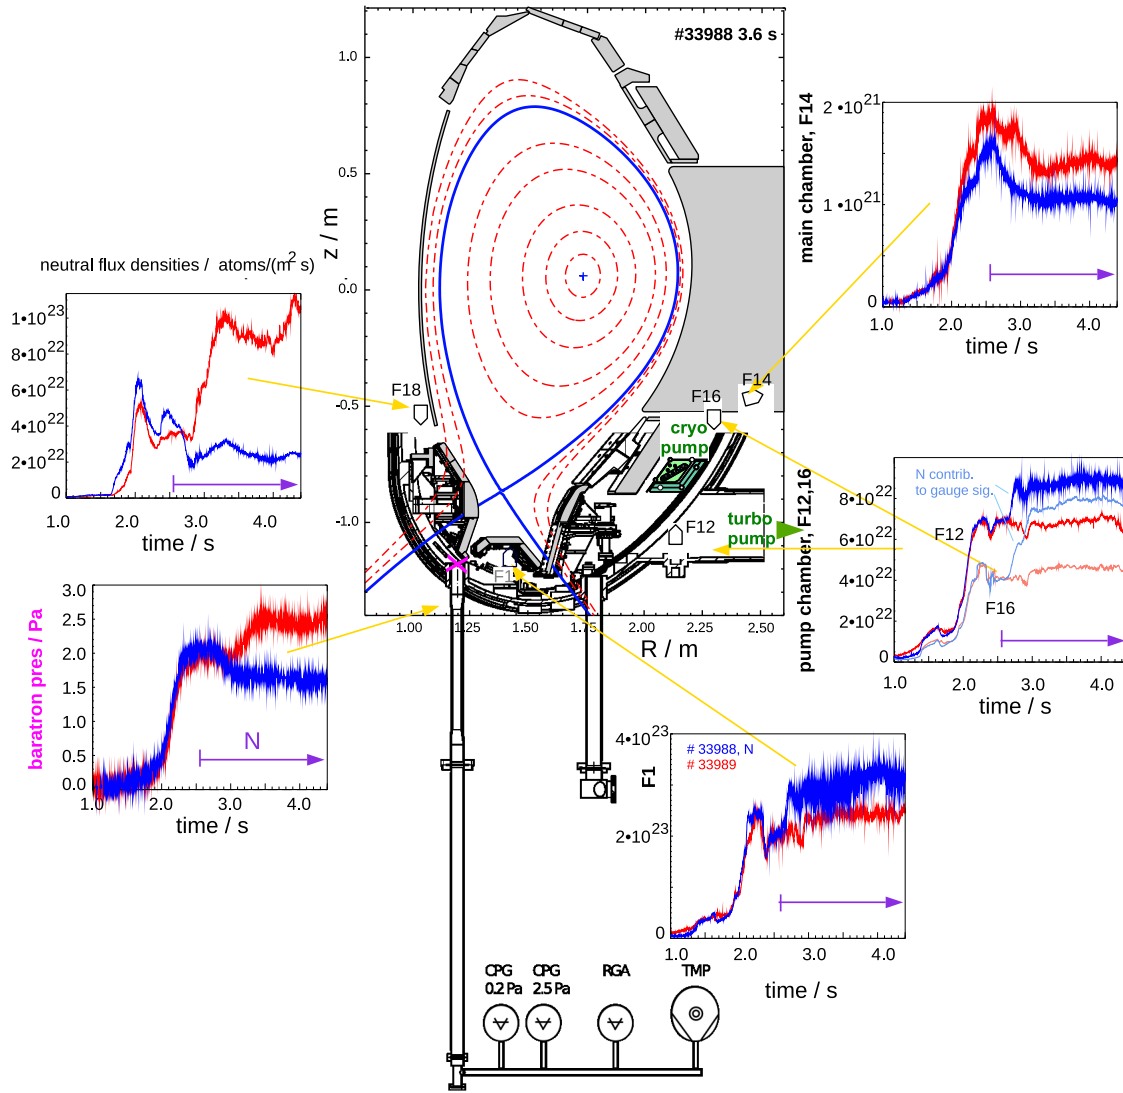 #33988 3.6 s
z / m
1.0
0.5
0.0
-0.5
-1.0
1.00
1.25
1.50
1.75
2.00
2.25
2.50
R / m
F18
F16
F14
F12
F1
cryo
pump
turbo
pump
neutral flux densities / atoms/(m² s)
1•10²³
8•10²²
6•10²²
4•10²²
2•10²²
0
1.0
2.0
3.0
4.0
time / s
baratron pres / Pa
3.0
2.5
2.0
1.5
1.0
0.5
0.0
N
1.0
2.0
3.0
4.0
time / s
main chamber, F14
2•10²¹
1•10²¹
0
1.0
2.0
3.0
4.0
time / s
pump chamber, F12,16
8•10²²
6•10²²
4•10²²
2•10²²
0
N contrib.
to gauge sig.
F12
F16
1.0
2.0
3.0
4.0
time / s
F1
4•10²³
2•10²³
0
# 33988, N
# 33989
1.0
2.0
3.0
4.0
time / s
CPG
0.2 Pa
CPG
2.5 Pa
RGA
TMP